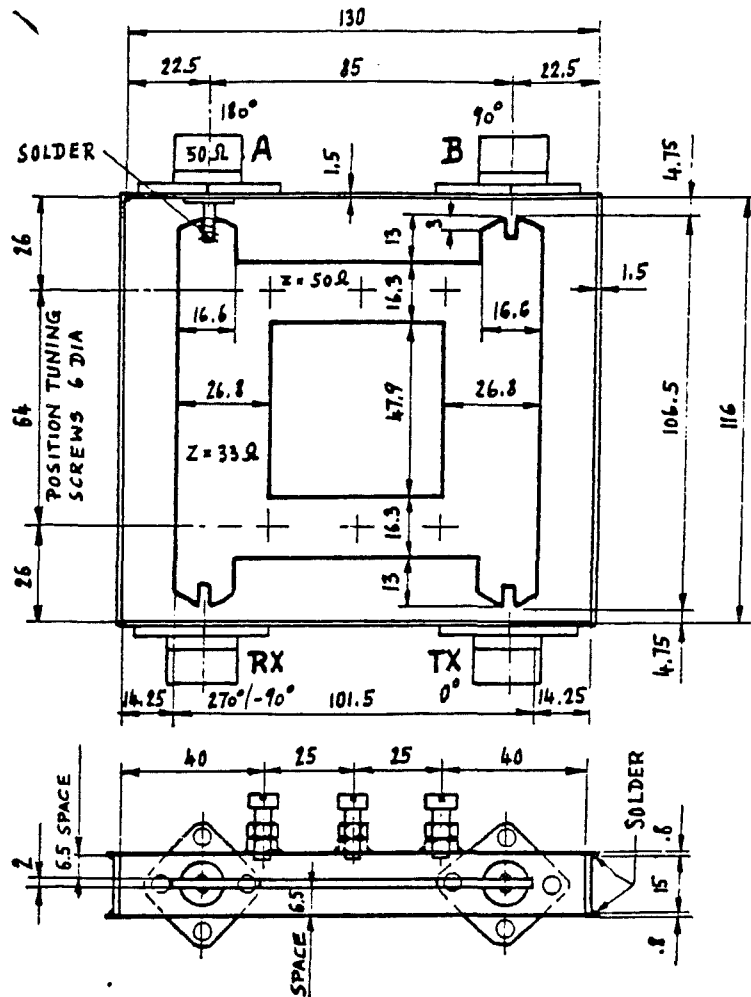 130
22.5
85
22.5
180°
90°
SOLDER
50Ω
A
B
1.5
4.75
26
13
3
z=50Ω
16.3
1.5
16.6
16.6
POSITION TUNING
SCREWS 6 DIA
64
26.8
47.9
26.8
106.5
116
Z=33Ω
16.3
26
13
RX
TX
4.75
14.25
270°/-90°
101.5
0°
14.25
40
25
25
40
SOLDER
6.5 SPACE
2
6.5
SPACE
15
.8